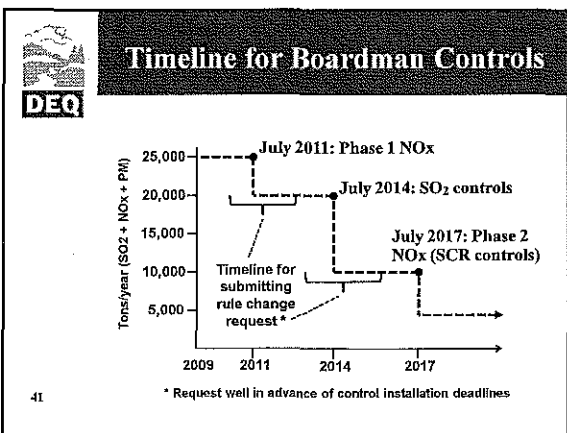 Timeline for Boardman Controls
DEQ
Tons/year (SO2 + NOx + PM)
25,000
20,000
15,000
10,000
5,000
July 2011: Phase 1 NOx
July 2014: SO₂ controls
July 2017: Phase 2
NOx (SCR controls)
Timeline for
submitting
rule change
request *
2009 2011 2014 2017
41
* Request well in advance of control installation deadlines